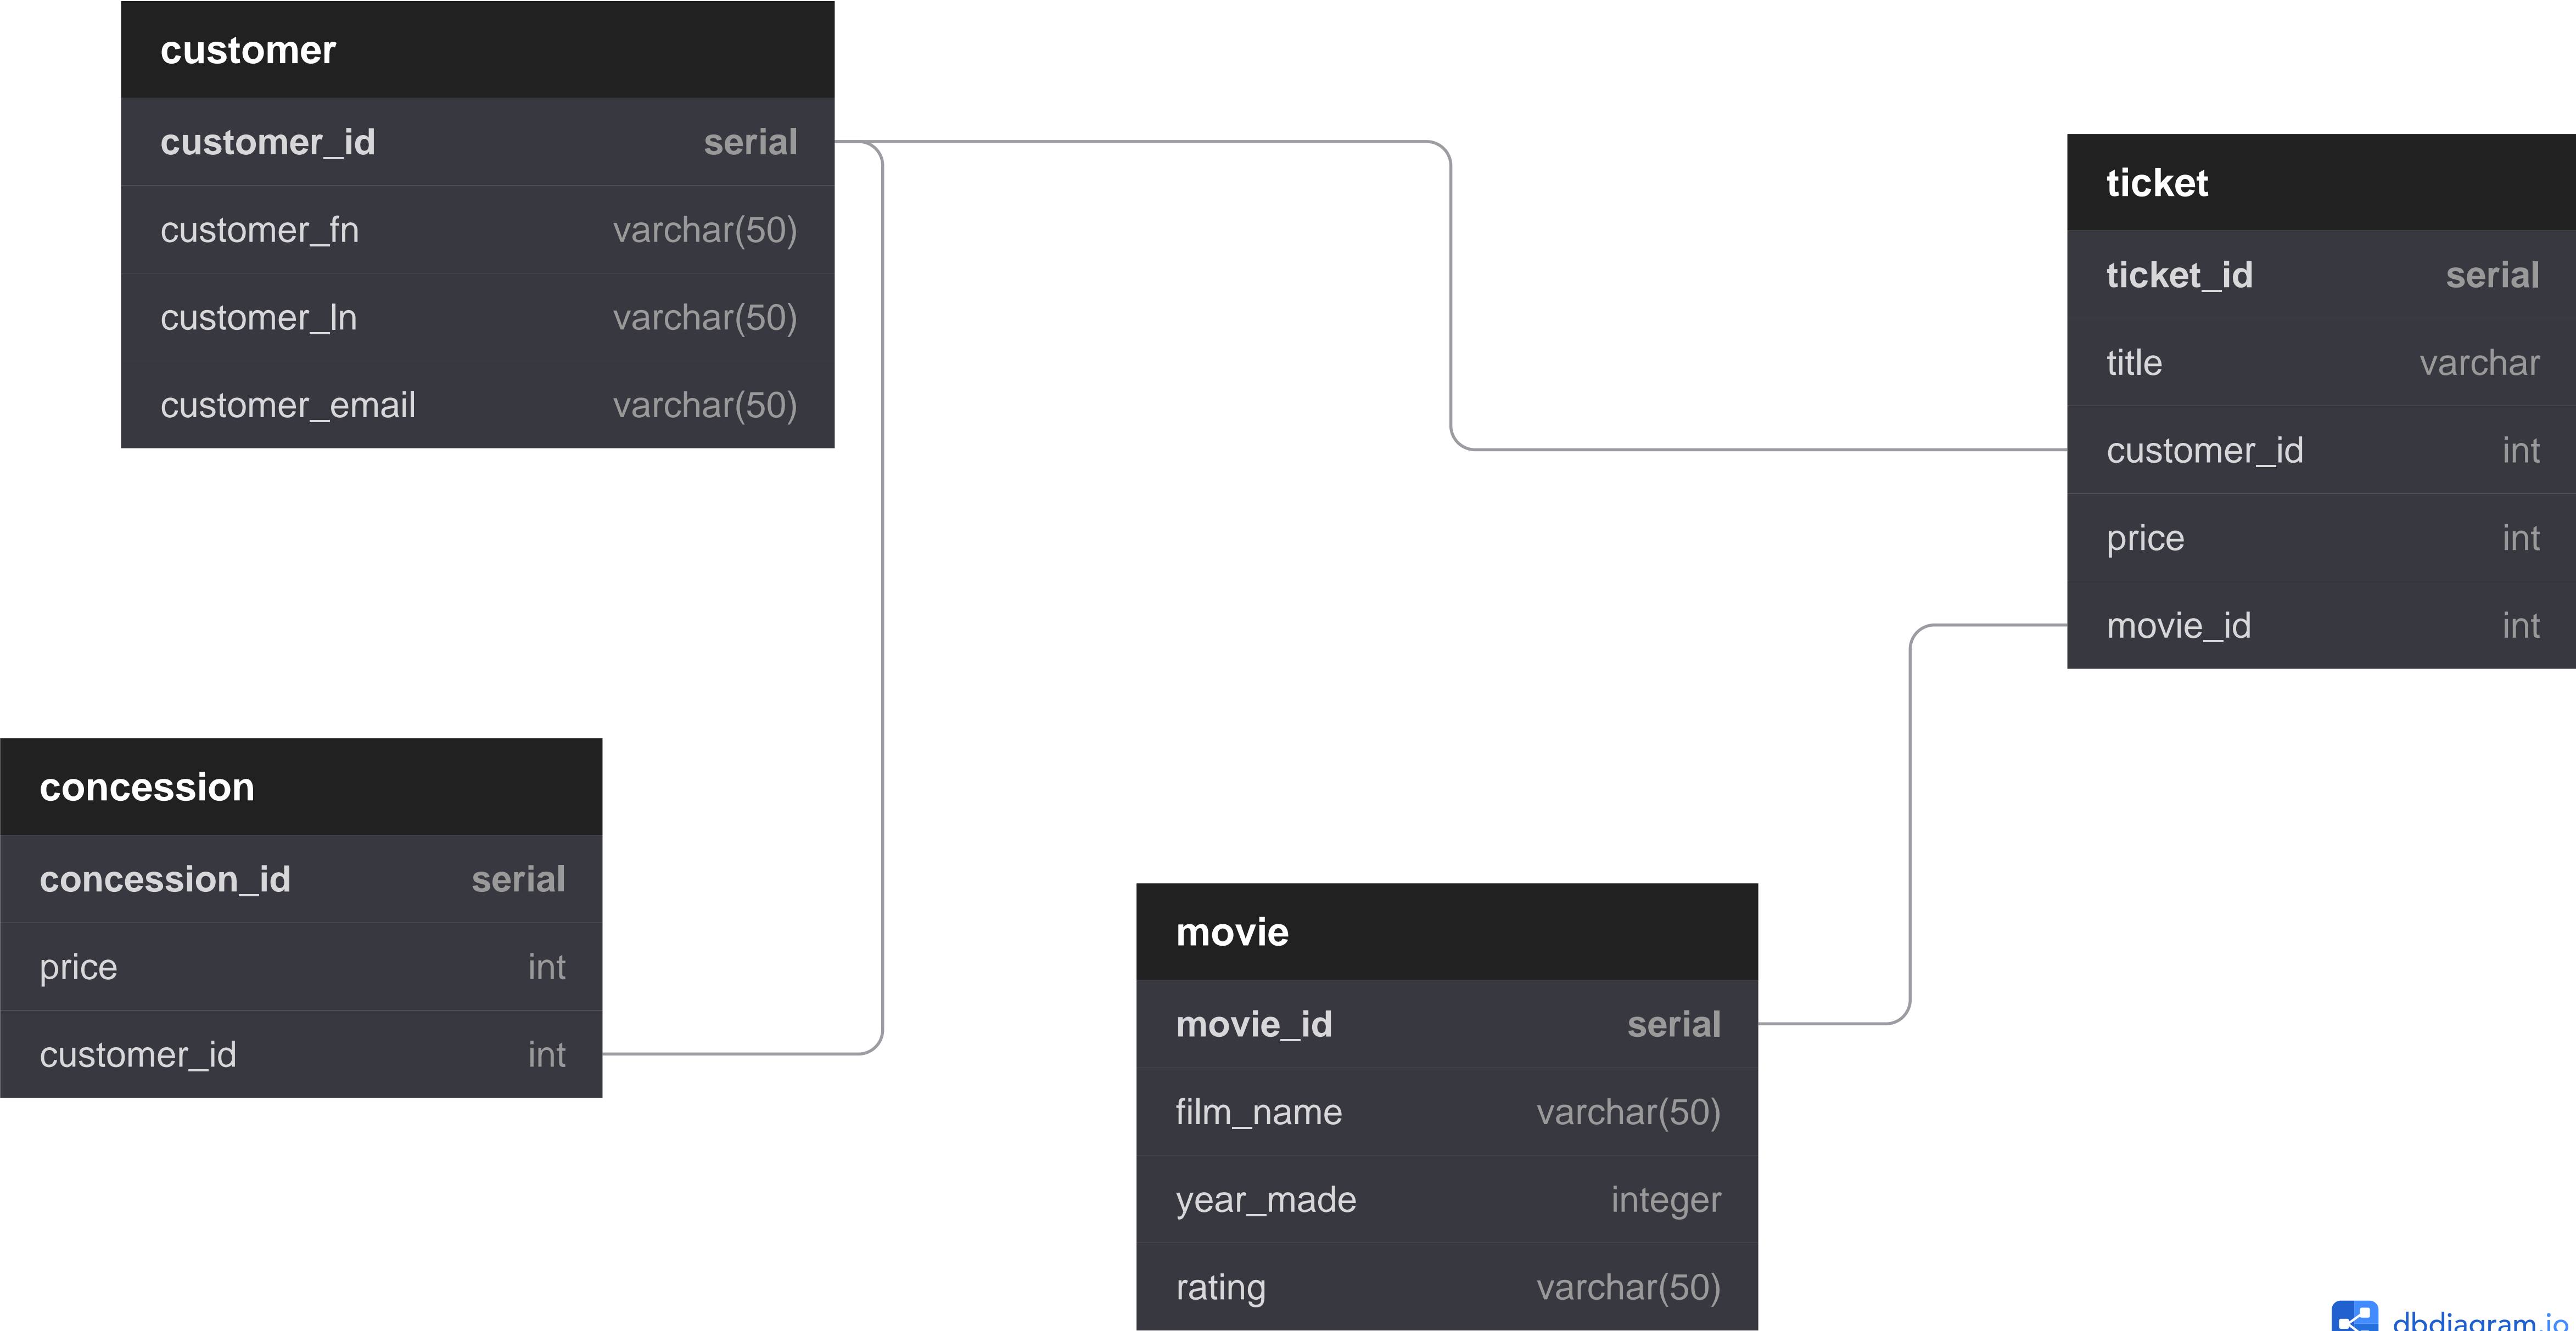 customer
customer_id serial
customer_fn varchar(50)
customer_ln varchar(50)
customer_email varchar(50)
ticket
ticket_id serial
title varchar
customer_id int
price int
movie_id int
concession
concession_id serial
price int
customer_id int
movie
movie_id serial
film_name varchar(50)
year_made integer
rating varchar(50)
dbdiagram.io